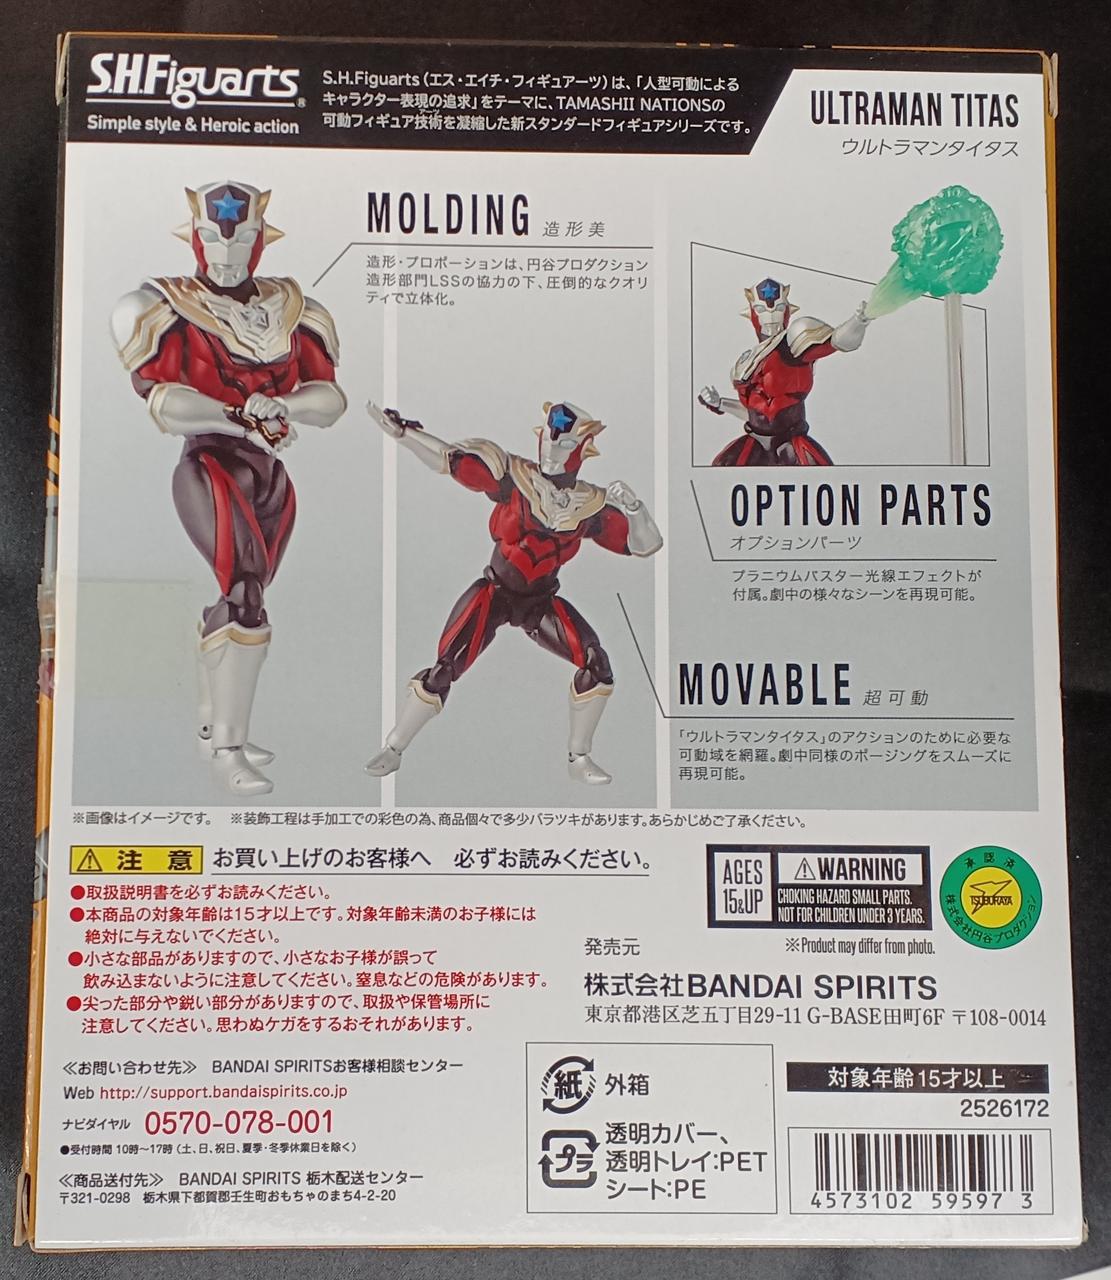 S.H.Figuarts
Simple style & Heroic action
S.H.Figuarts(エス・エイチ・フィギュアーツ)は、「人型可動による
キャラクター表現の追求」をテーマに、TAMASHII NATIONSの
可動フィギュア技術を凝縮した新スタンダードフィギュアシリーズです。
ULTRAMAN TITAS
ウルトラマンタイタス
MOLDING 造形美
造形・プロポーションは、円谷プロダクション
造形部門LSSの協力の下、圧倒的なクオリ
ティで立体化。
OPTION PARTS
オプションパーツ
プラニウムバスター光線エフェクトが
付属。劇中の様々なシーンを再現可能。
MOVABLE 超可動
「ウルトラマンタイタス」のアクションのために必要な
可動域を網羅。劇中同様のポージングをスムーズに
再現可能。
※画像はイメージです。 ※装飾工程は手加工での彩色の為、商品個々で多少バラツキがあります。あらかじめご了承ください。
注意 お買い上げのお客様へ 必ずお読みください。
●取扱説明書を必ずお読みください。
●本商品の対象年齢は15才以上です。対象年齢未満のお子様には
絶対に与えないでください。
●小さな部品がありますので、小さなお子様が誤って
飲み込まないように注意してください。窒息などの危険があります。
●尖った部分や鋭い部分がありますので、取扱や保管場所に
注意してください。思わぬケガをするおそれがあります。
AGES
15&UP
WARNING
CHOKING HAZARD SMALL PARTS.
NOT FOR CHILDREN UNDER 3 YEARS.
※Product may differ from photo.
承認済
TSUBURAYA
株式会社円谷プロダクション
発売元
株式会社BANDAI SPIRITS
東京都港区芝五丁目29-11 G-BASE田町6F 〒108-0014
≪お問い合わせ先≫ BANDAI SPIRITSお客様相談センター
Web http://support.bandaispirits.co.jp
ナビダイヤル 0570-078-001
●受付時間 10時〜17時(土、日、祝日、夏季・冬季休業日を除く)
≪商品送付先≫ BANDAI SPIRITS 栃木配送センター
〒321-0298 栃木県下都賀郡壬生町おもちゃのまち4-2-20
紙 外箱
プラ 透明カバー、
透明トレイ:PET
シート:PE
対象年齢15才以上
2526172
4573102 59597 3